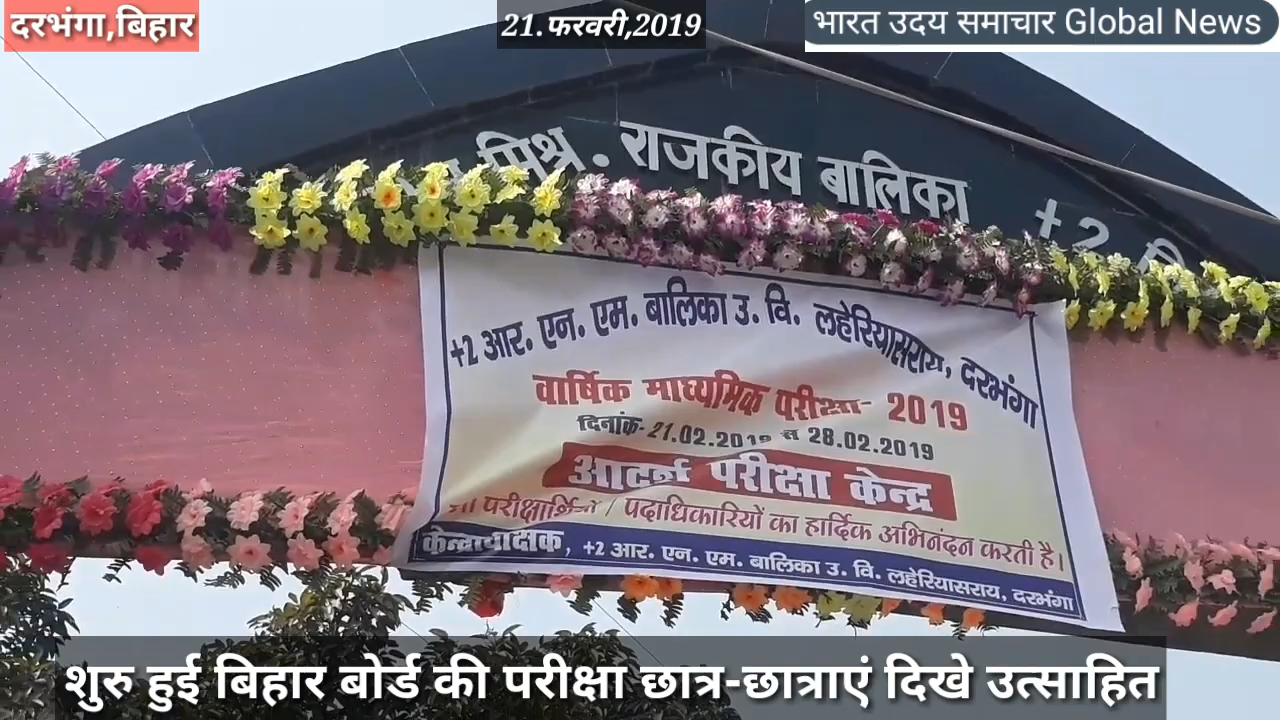 दरभंगा,बिहार
21.फरवरी,2019
भारत उदय समाचार Global News
मिश्र . राजकीय बालिका +2
+2 आर. एन. एम. बालिका उ. वि. लहेरियासराय, दरभंगा
वार्षिक माध्यमिक परीक्षा- 2019
दिनांक- 21.02.2019 से 28.02.2019
आदर्श परीक्षा केन्द्र
परीक्षार्थियों / पदाधिकारियों का हार्दिक अभिनंदन करती है।
केन्द्राधीक्षक, +2 आर. एन. एम. बालिका उ. वि. लहेरियासराय, दरभंगा
शुरु हुई बिहार बोर्ड की परीक्षा छात्र-छात्राएं दिखे उत्साहित